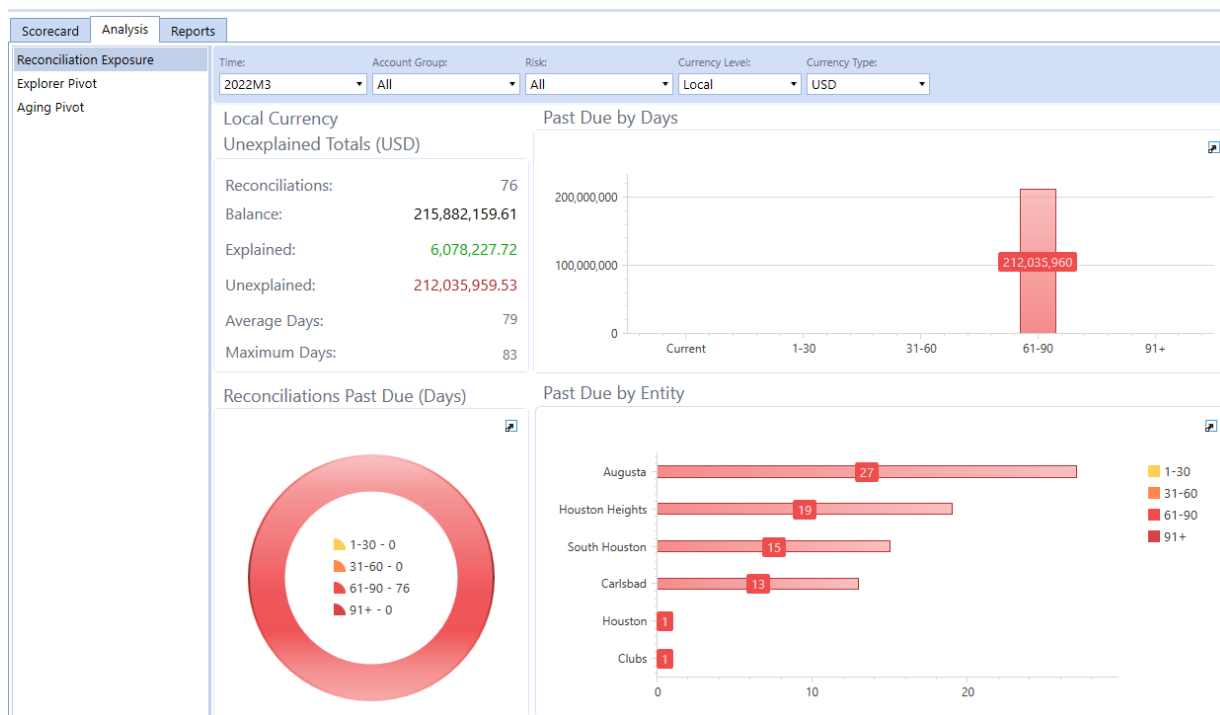 Scorecard Analysis Reports
Reconciliation Exposure
Explorer Pivot
Aging Pivot
Time: Account Group: Risk: Currency Level: Currency Type:
2022M3 All All Local USD
Local Currency
Unexplained Totals (USD)
Reconciliations: 76
Balance: 215,882,159.61
Explained: 6,078,227.72
Unexplained: 212,035,959.53
Average Days: 79
Maximum Days: 83
Past Due by Days
200,000,000
100,000,000
0
212,035,960
Current 1-30 31-60 61-90 91+
Reconciliations Past Due (Days)
1-30 - 0
31-60 - 0
61-90 - 76
91+ - 0
Past Due by Entity
Augusta 27
Houston Heights 19
South Houston 15
Carlsbad 13
Houston 1
Clubs 1
0 10 20
1-30
31-60
61-90
91+